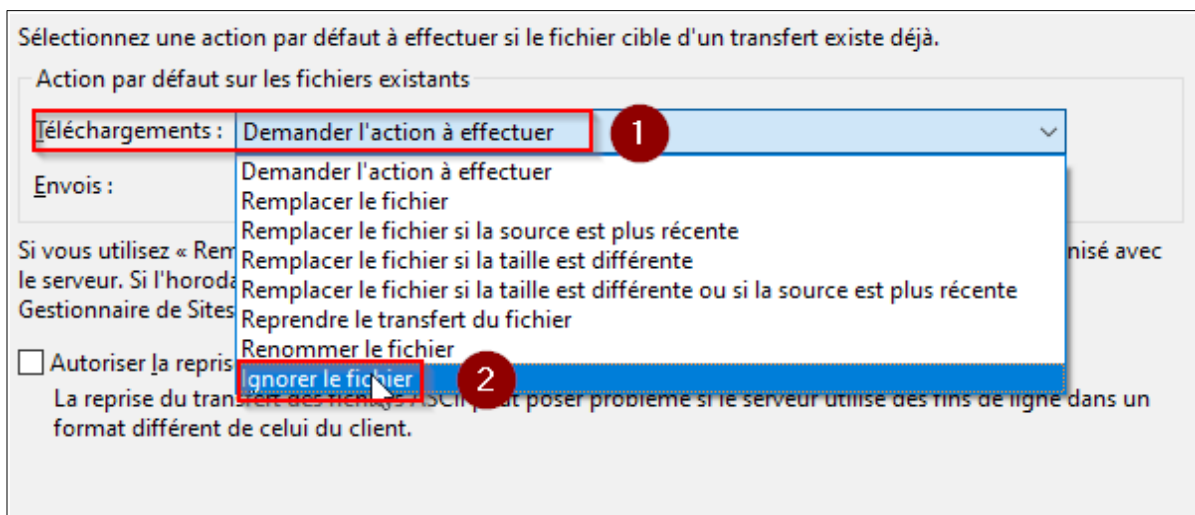 Sélectionnez une action par défaut à effectuer si le fichier cible d'un transfert existe déjà.
Action par défaut sur les fichiers existants
Téléchargements : Demander l'action à effectuer 1
Demander l'action à effectuer
Envois :
Remplacer le fichier
Remplacer le fichier si la source est plus récente
Si vous utilisez « Rem nisé avec
Remplacer le fichier si la taille est différente
le serveur. Si l'horoda
Remplacer le fichier si la taille est différente ou si la source est plus récente
Gestionnaire de Sites
Reprendre le transfert du fichier
Renommer le fichier
Autoriser la repris
Ignorer le fichier 2
La reprise du transfert des fichiers ASCII peut poser problème si le serveur utilise des fins de ligne dans un
format différent de celui du client.